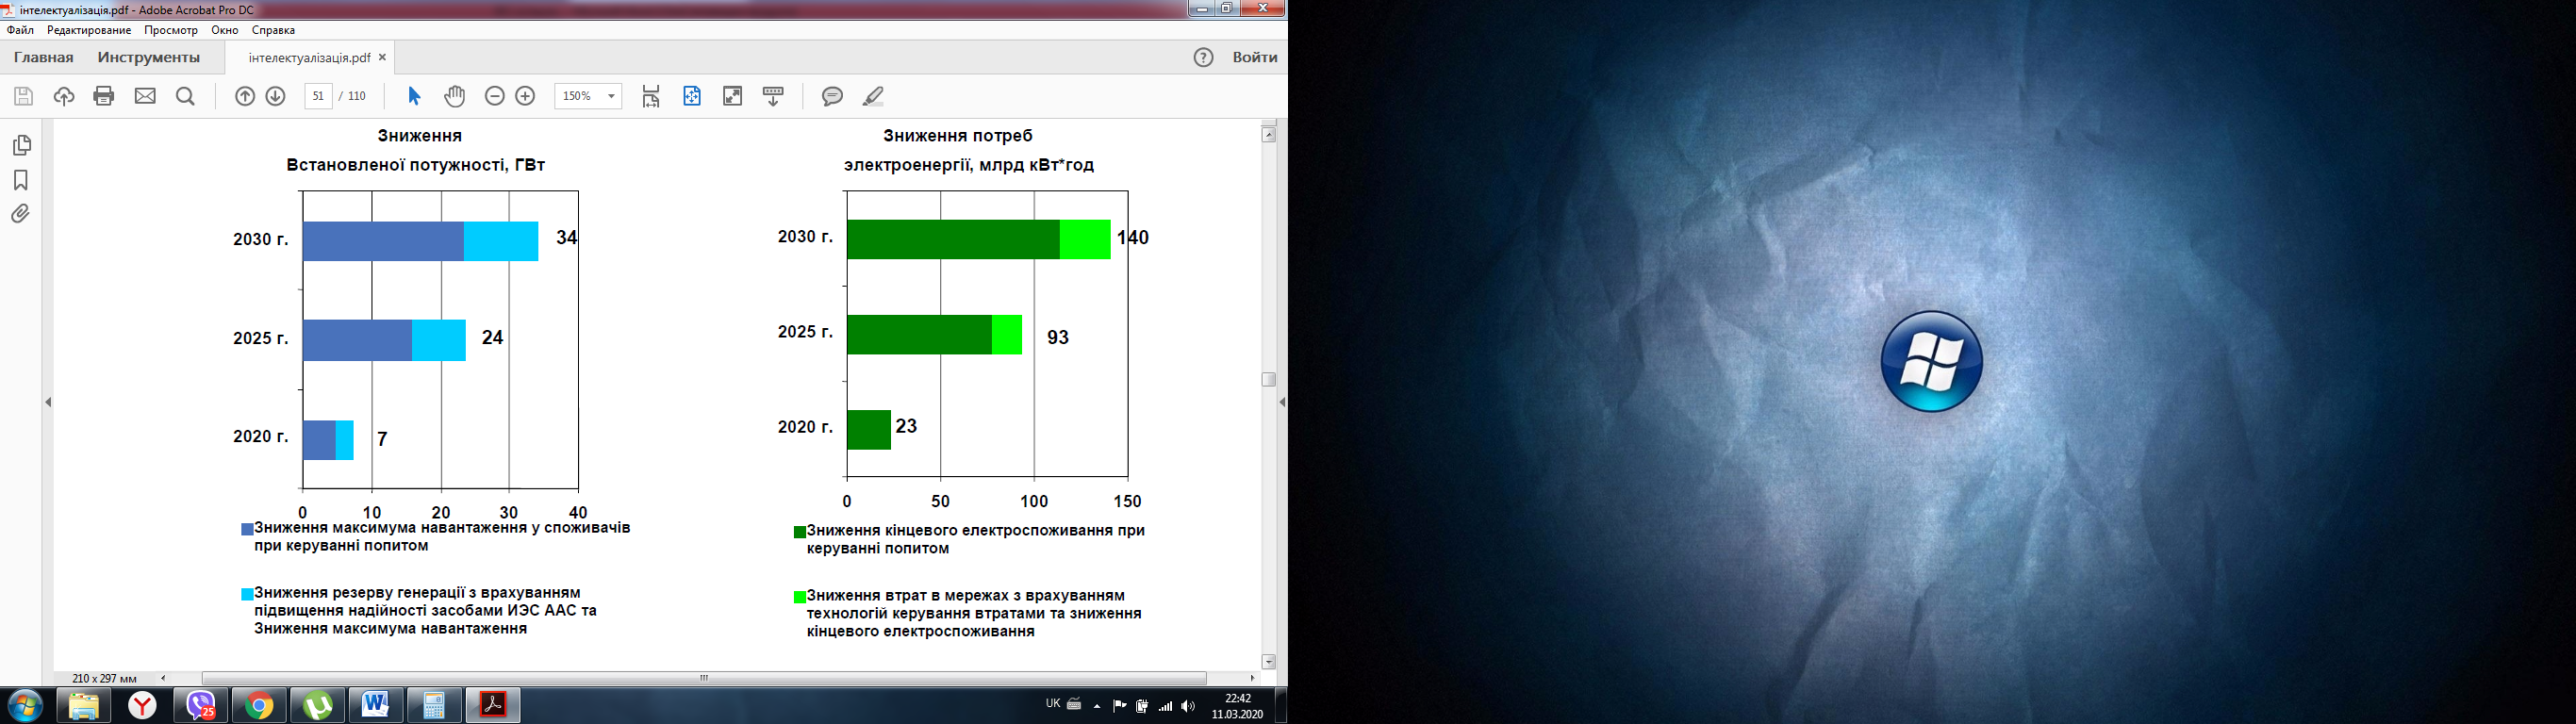 інтелектуалізація.pdf - Adobe Acrobat Pro DC
Файл Редактирование Просмотр Окно Справка
Главная Инструменты інтелектуалізація.pdf × ? Войти
51 / 110 150%
Зниження
Встановленої потужності, ГВт
2030 г. 34
2025 г. 24
2020 г. 7
0 10 20 30 40
Зниження максимума навантаження у споживачів
при керуванні попитом
Зниження резерву генерації з врахуванням
підвищення надійності засобами ИЭС ААС та
Зниження максимума навантаження
Зниження потреб
электроенергії, млрд кВт*год
2030 г. 140
2025 г. 93
2020 г. 23
0 50 100 150
Зниження кінцевого електроспоживання при
керуванні попитом
Зниження втрат в мережах з врахуванням
технологій керування втратами та зниження
кінцевого електроспоживання
210 x 297 мм
25
UK
22:42
11.03.2020